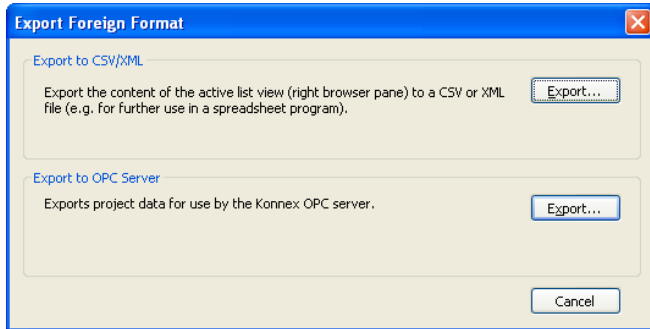 Export Foreign Format
Export to CSV/XML
Export the content of the active list view (right browser pane) to a CSV or XML
file (e.g. for further use in a spreadsheet program).
Export...
Export to OPC Server
Exports project data for use by the Konnex OPC server.
Export...
Cancel